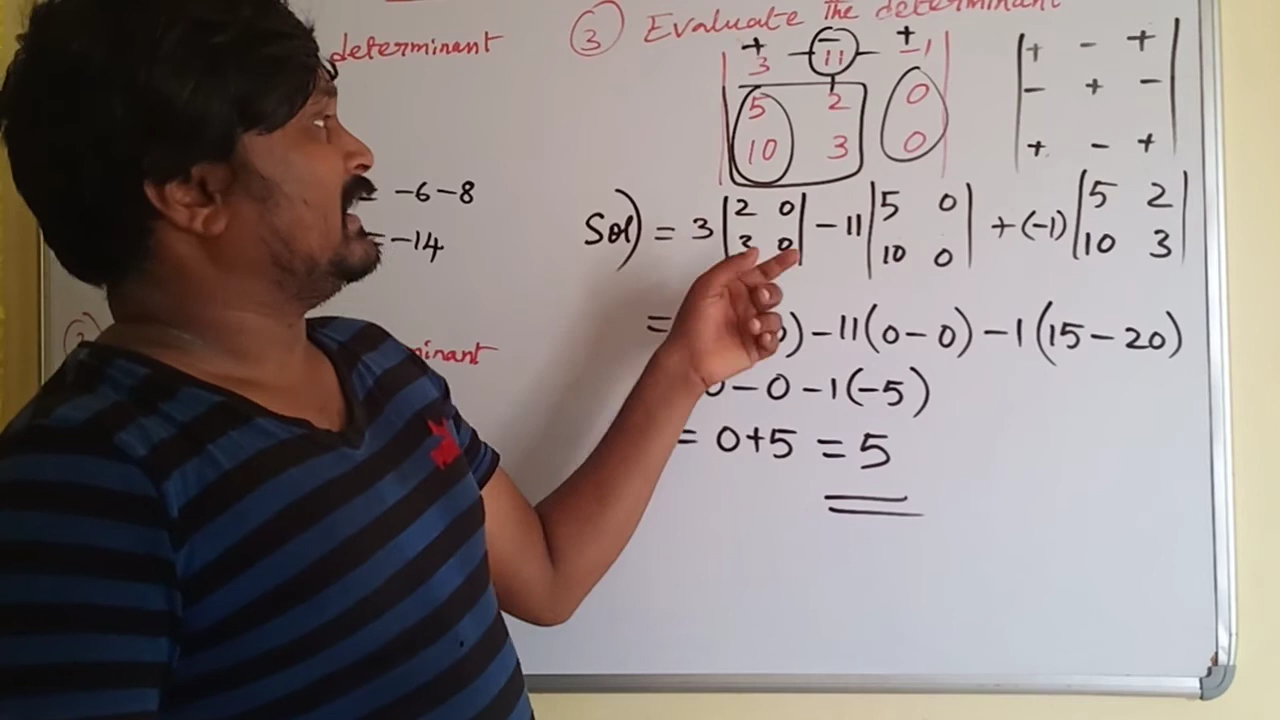 determinant
= -6-8
= -14
③ Evaluate The determinant
+ - +
3 11 -1
5 2 0
10 3 0
+ - +
- + -
+ - +
Sol) = 3 |2 0| -11 |5 0| +(-1) |5 2|
3 0 10 0 10 3
= 0) -11(0-0) -1(15-20)
0-0-1(-5)
= 0+5 = 5